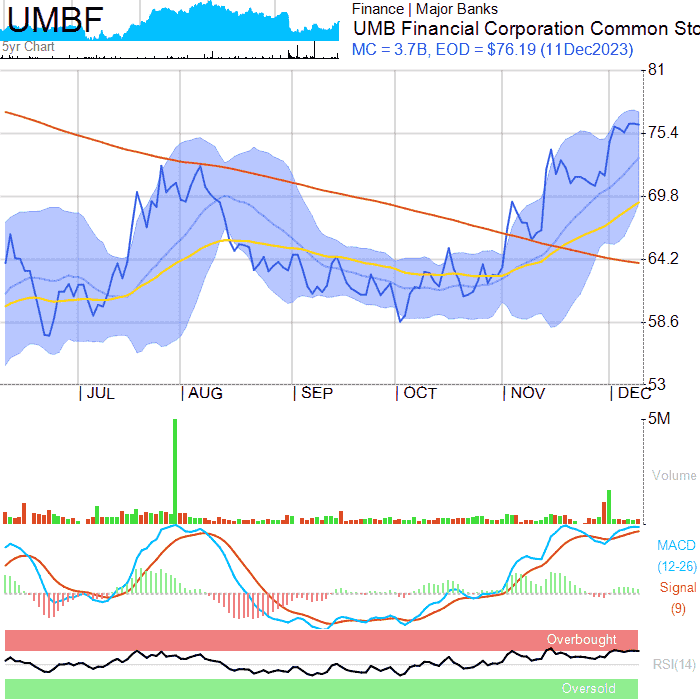 UMBF
Finance | Major Banks
UMB Financial Corporation Common Sto
5yr Chart
MC = 3.7B, EOD = $76.19 (11Dec2023)
81
75.4
69.8
64.2
58.6
53
JUL
AUG
SEP
OCT
NOV
DEC
5M
Volume
MACD
(12-26)
Signal
(9)
Overbought
RSI(14)
Oversold